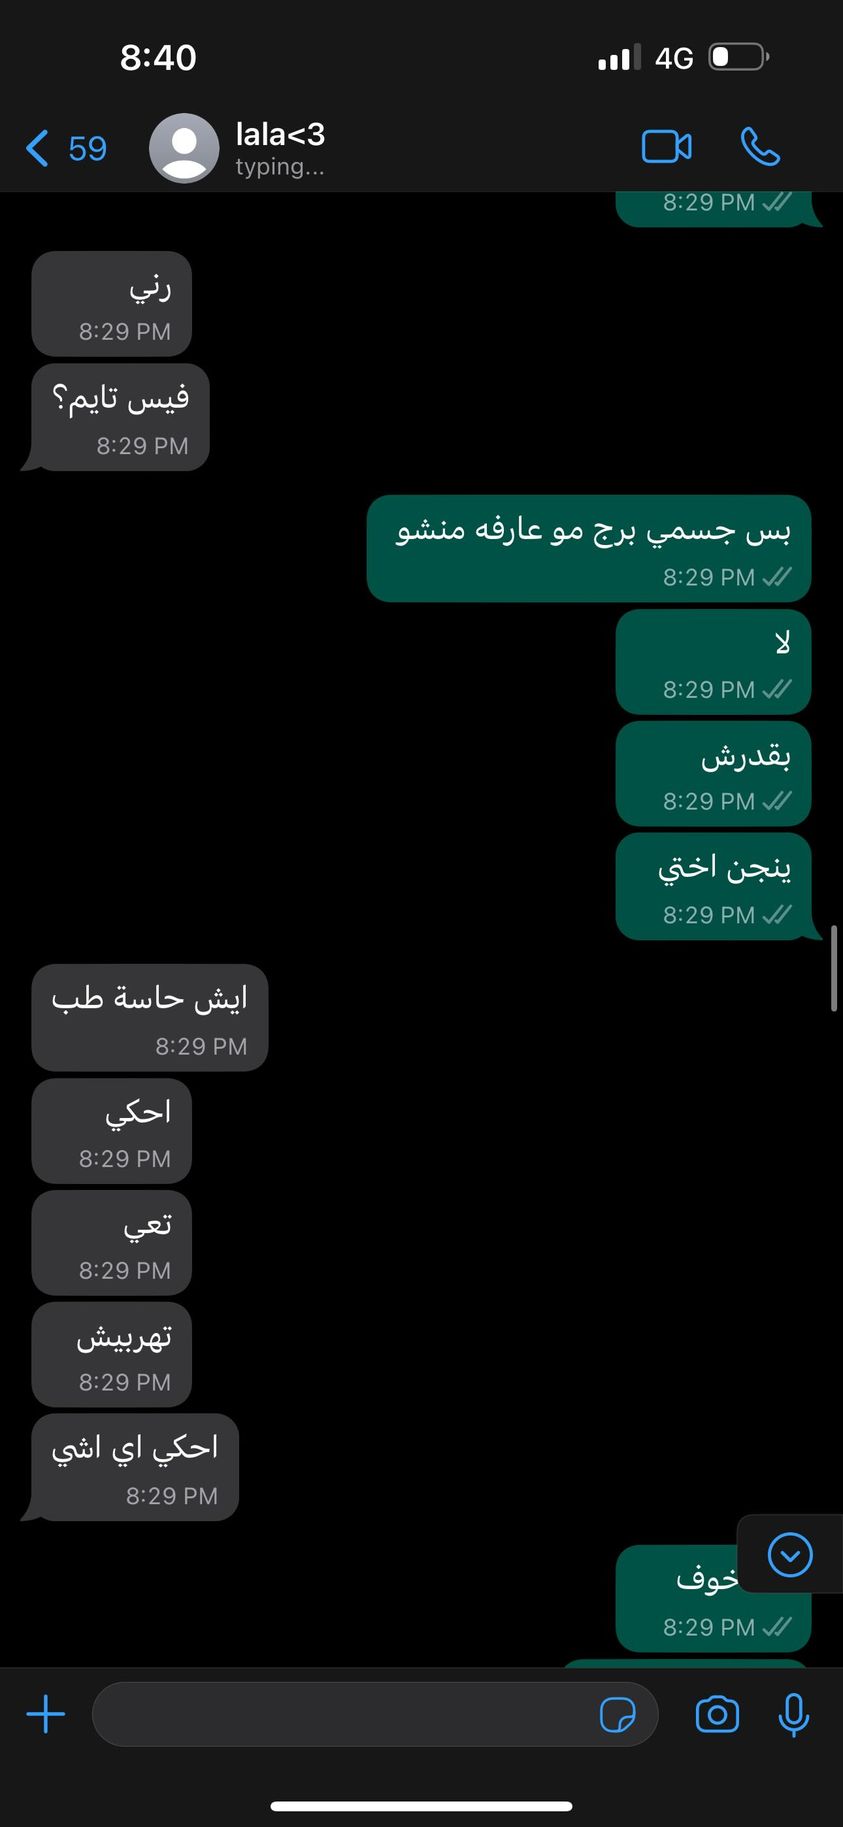 8:40
4G
59
lala<3
typing...
8:29 PM
رني
8:29 PM
فيس تايم؟
8:29 PM
بس جسمي برج مو عارفه منشو
8:29 PM
لا
8:29 PM
بقدرش
8:29 PM
ينجن اختي
8:29 PM
ايش حاسة طب
8:29 PM
احكي
8:29 PM
تعي
8:29 PM
تهربيش
8:29 PM
احكي اي اشي
8:29 PM
خوف
8:29 PM